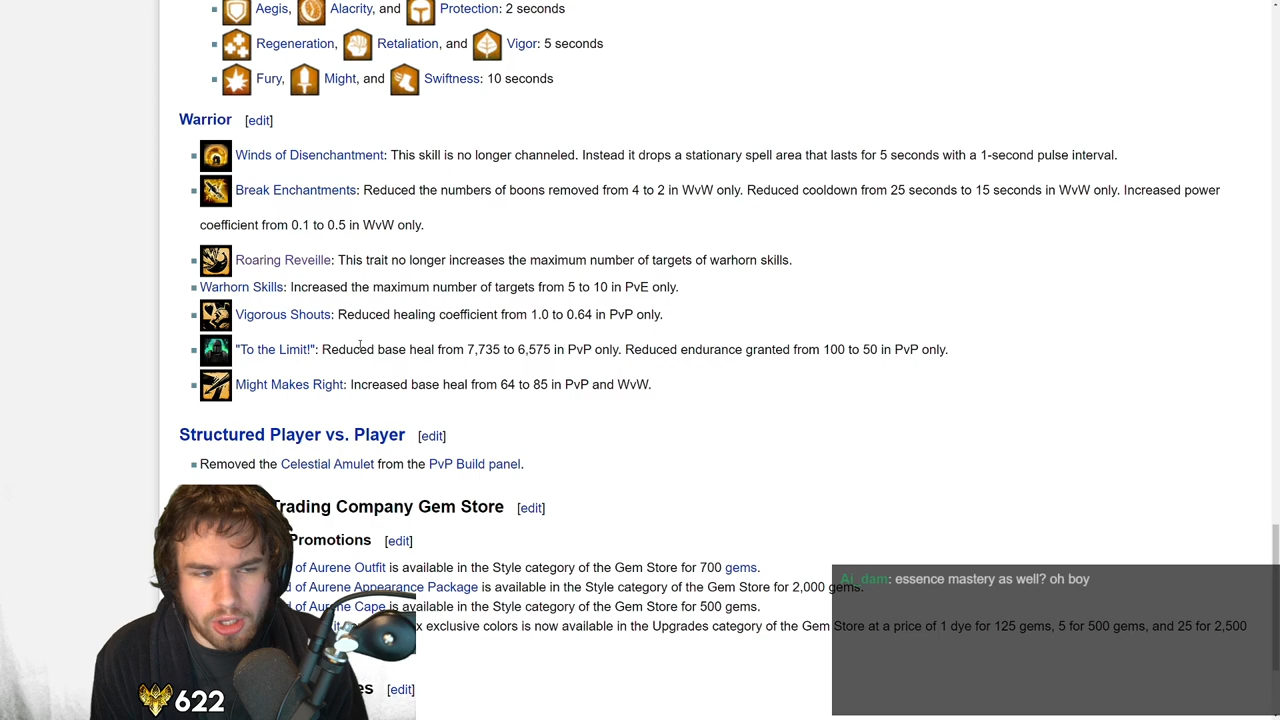 Aegis, Alacrity, and Protection: 2 seconds
Regeneration, Retaliation, and Vigor: 5 seconds
Fury, Might, and Swiftness: 10 seconds
Warrior [edit]
Winds of Disenchantment: This skill is no longer channeled. Instead it drops a stationary spell area that lasts for 5 seconds with a 1-second pulse interval.
Break Enchantments: Reduced the numbers of boons removed from 4 to 2 in WvW only. Reduced cooldown from 25 seconds to 15 seconds in WvW only. Increased power
coefficient from 0.1 to 0.5 in WvW only.
Roaring Reveille: This trait no longer increases the maximum number of targets of warhorn skills.
Warhorn Skills: Increased the maximum number of targets from 5 to 10 in PvE only.
Vigorous Shouts: Reduced healing coefficient from 1.0 to 0.64 in PvP only.
"To the Limit!": Reduced base heal from 7,735 to 6,575 in PvP only. Reduced endurance granted from 100 to 50 in PvP only.
Might Makes Right: Increased base heal from 64 to 85 in PvP and WvW.
Structured Player vs. Player [edit]
Removed the Celestial Amulet from the PvP Build panel.
Trading Company Gem Store [edit]
Promotions [edit]
of Aurene Outfit is available in the Style category of the Gem Store for 700 gems.
of Aurene Appearance Package is available in the Style category of the Gem Store for 2,000 gems.
of Aurene Cape is available in the Style category of the Gem Store for 500 gems.
x exclusive colors is now available in the Upgrades category of the Gem Store at a price of 1 dye for 125 gems, 5 for 500 gems, and 25 for 2,500
[edit]
Ai_dam: essence mastery as well? oh boy
622